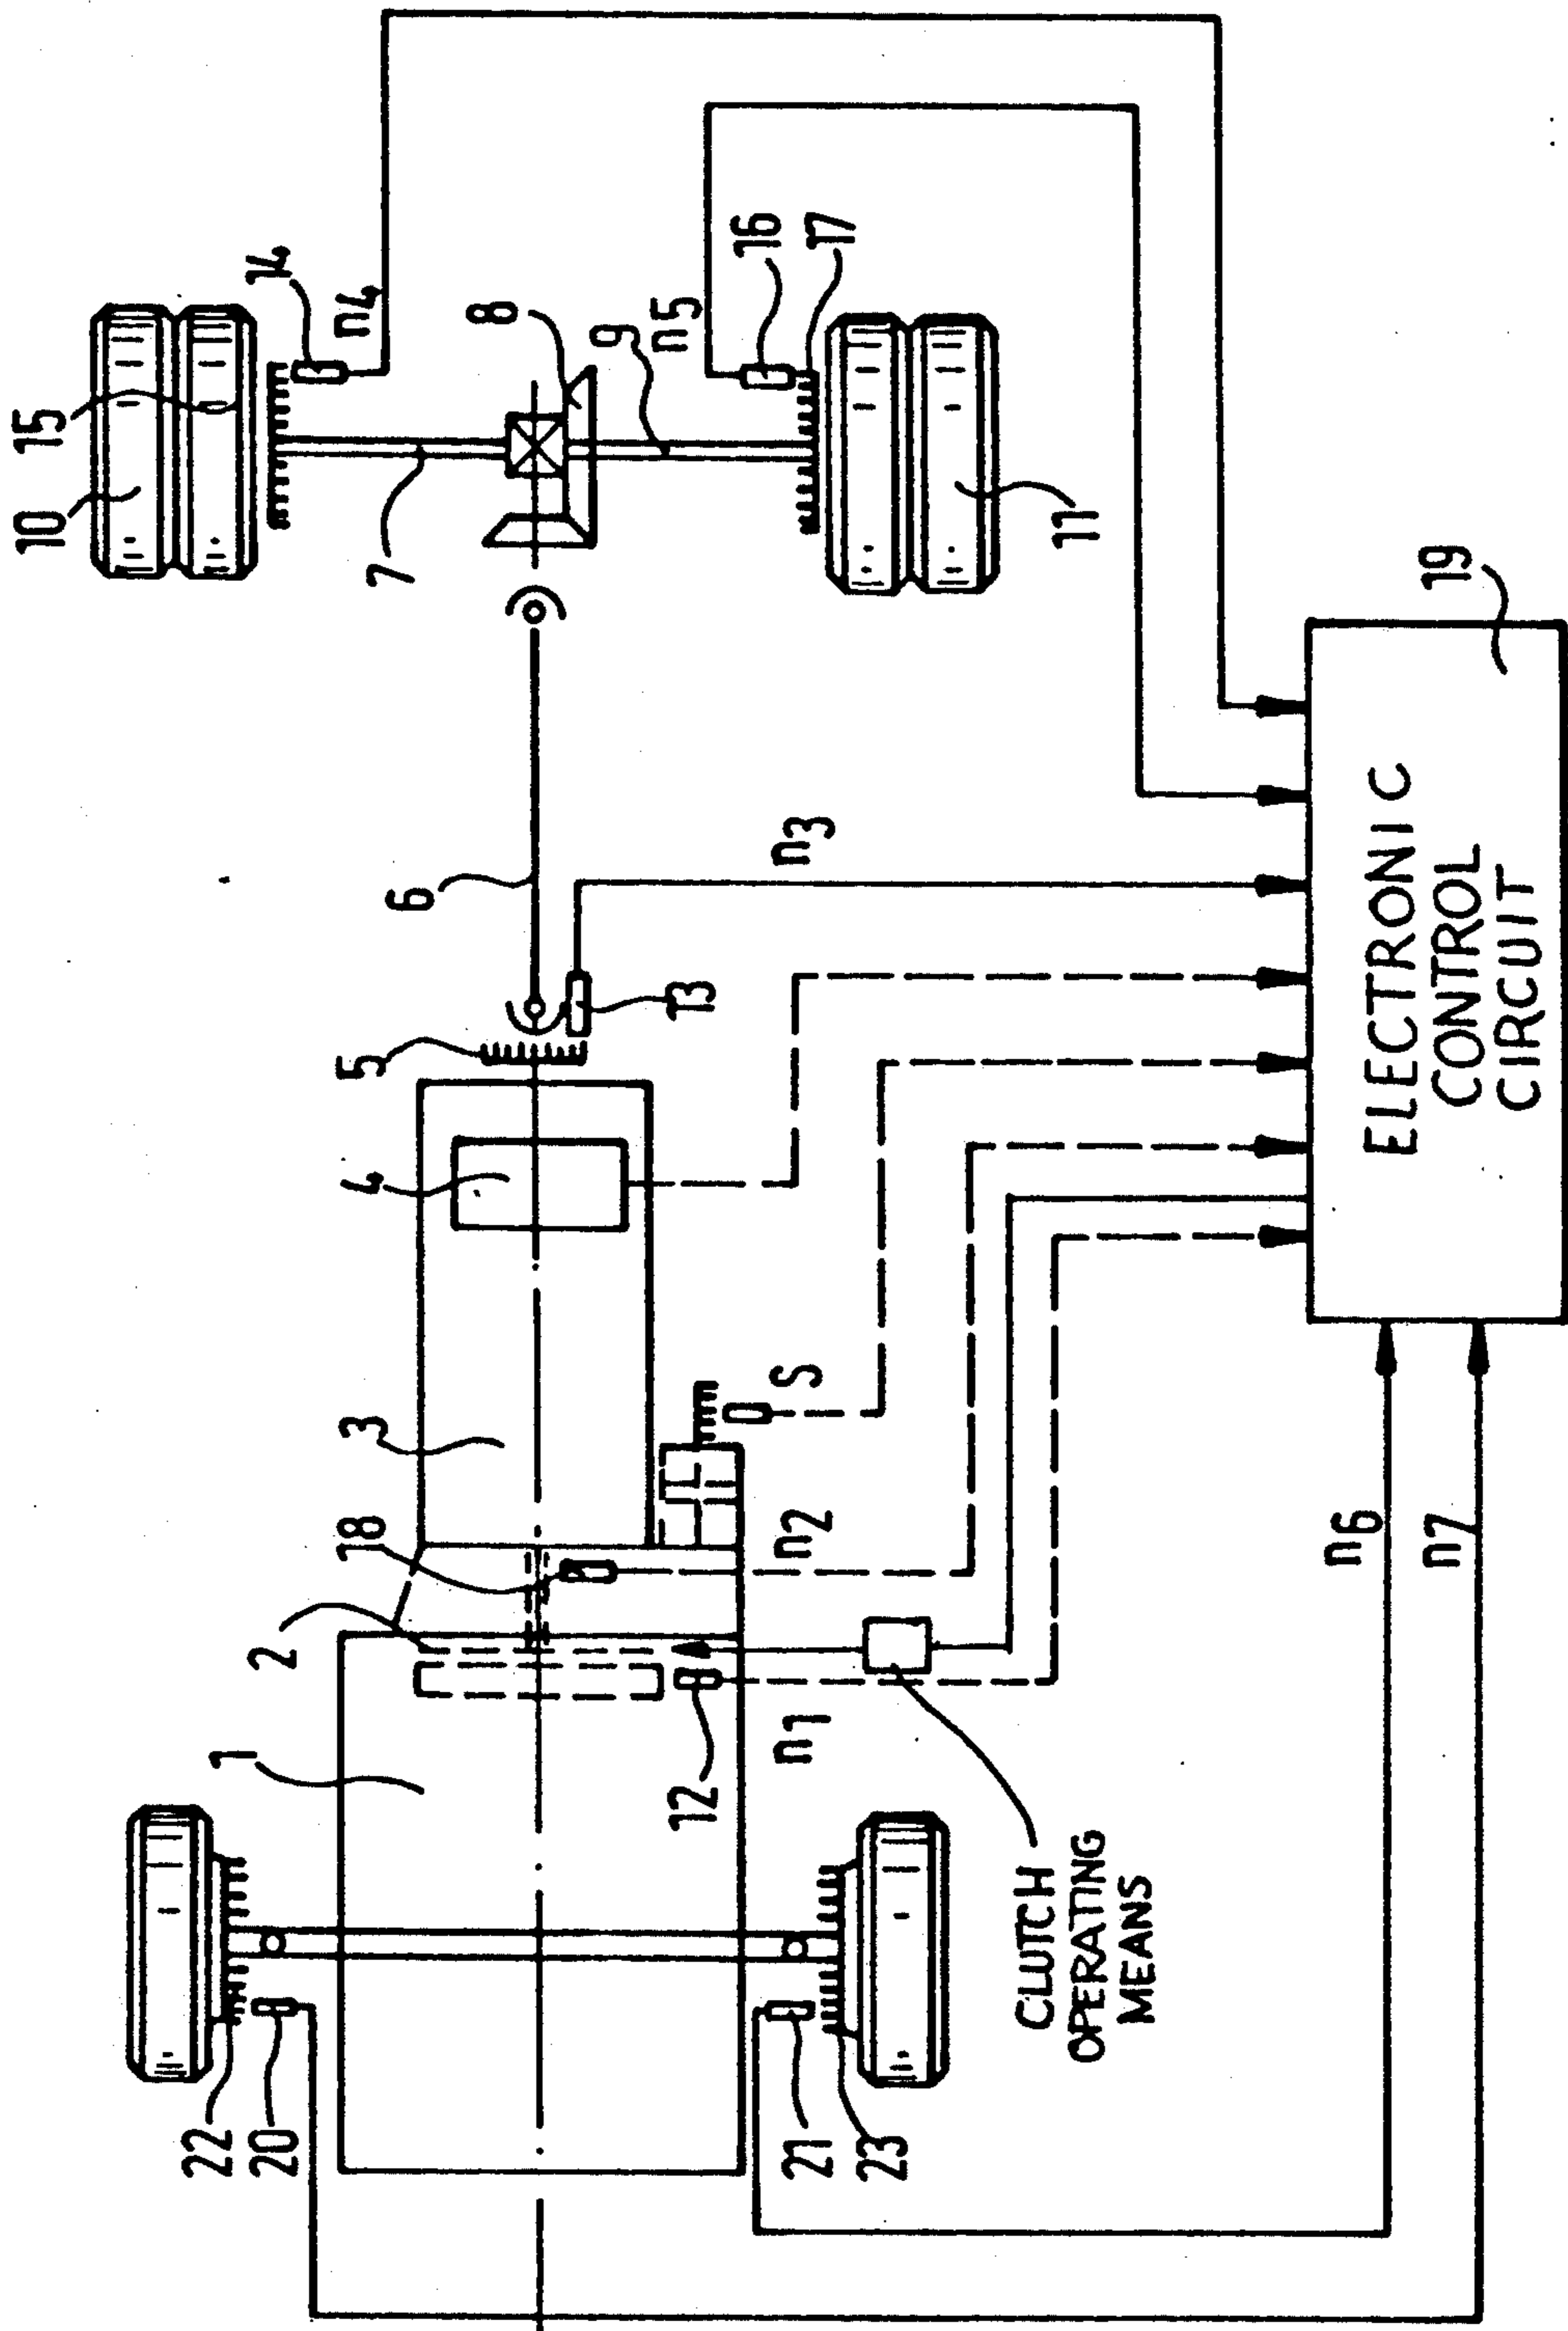 10
15
14
n4
7
8
9
n5
16
17
11
6
5
13
n3
4
3
S
18
2
n2
1
12
n1
22
20
21
23
CLUTCH
OPERATING
MEANS
n6
n7
19
ELECTRONIC
CONTROL
CIRCUIT